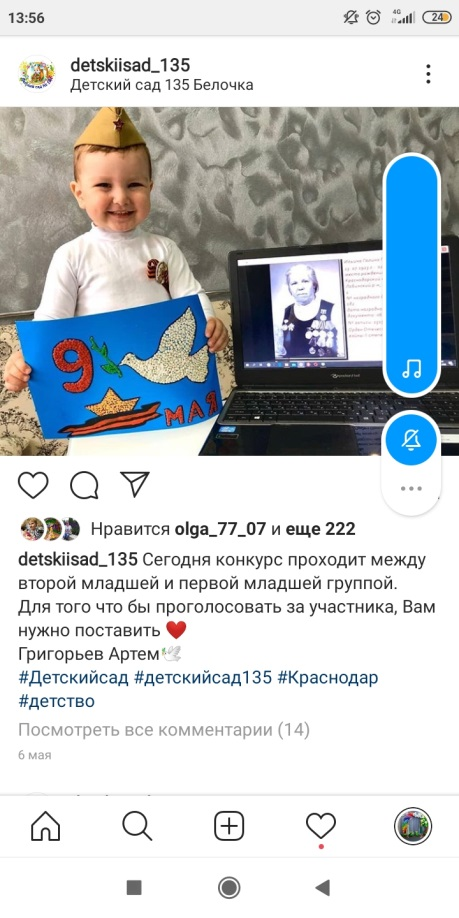 13:56
4G
24
detskiisad_135
Детский сад 135 Белочка
9
МАЯ
Нравится olga_77_07 и еще 222
detskiisad_135 Сегодня конкурс проходит между
второй младшей и первой младшей группой.
Для того что бы проголосовать за участника, Вам
нужно поставить ❤️
Григорьев Артем🕊
#Детскийсад #детскийсад135 #Краснодар
#детство
Посмотреть все комментарии (14)
6 мая